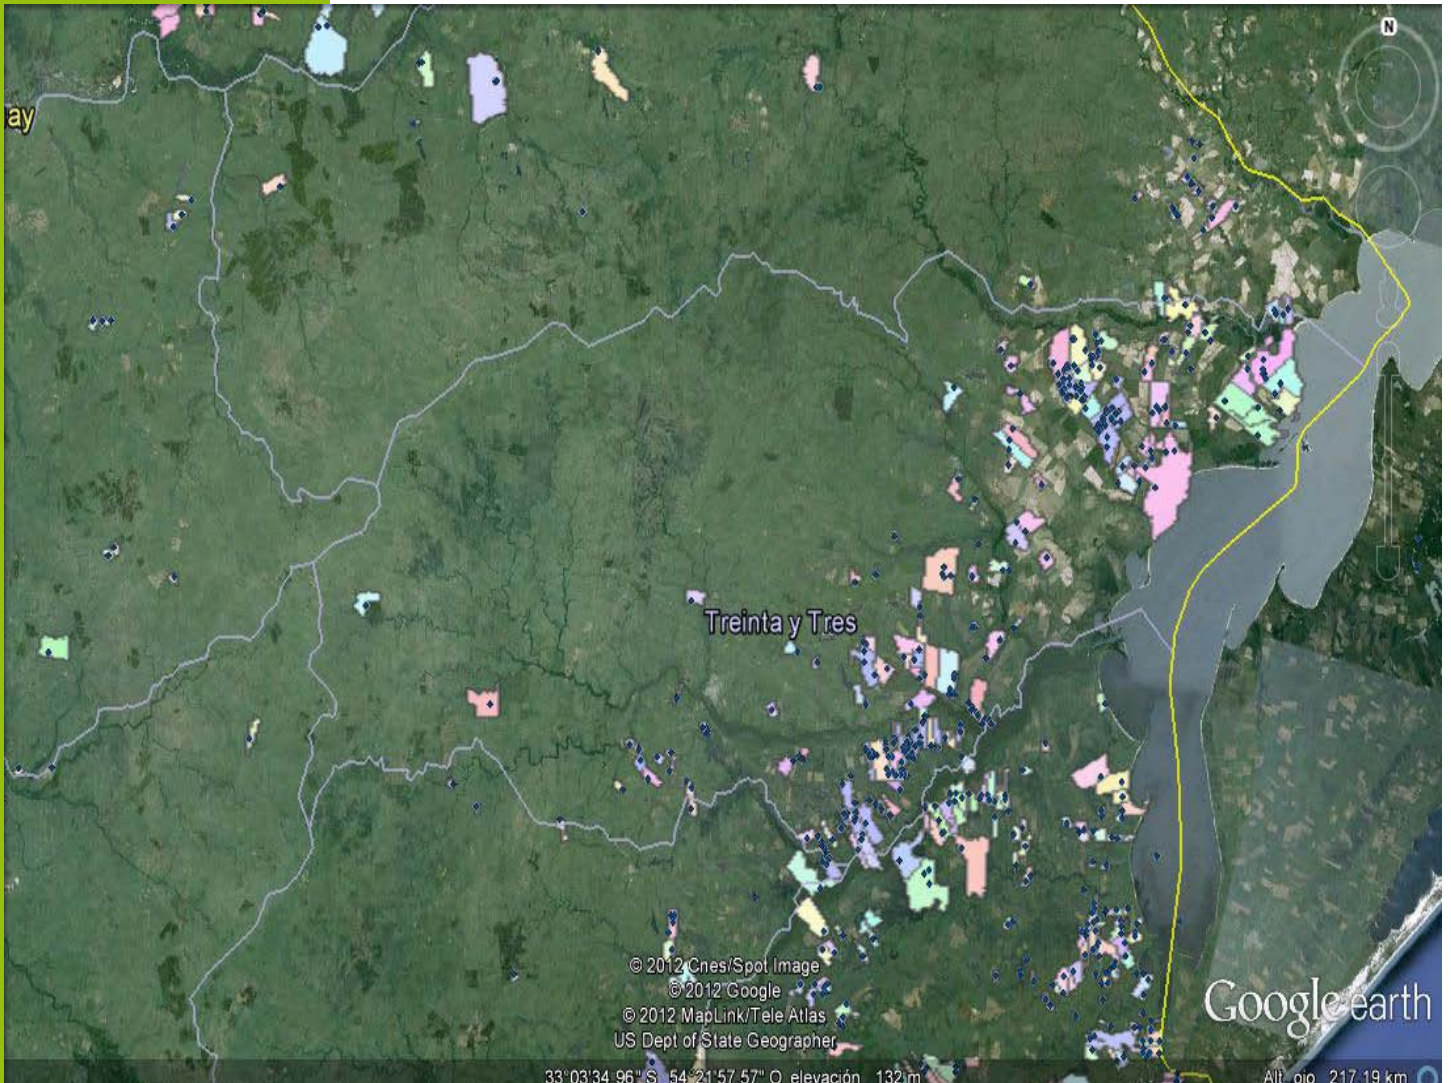 N
ay
Treinta y Tres
© 2012 Cnes/Spot Image
© 2012 Google
© 2012 MapLink/Tele Atlas
US Dept of State Geographer
Google earth
33°03'34.96" S 54°21'57.57" O elevación 132 m
Alt. ojo 217.19 km